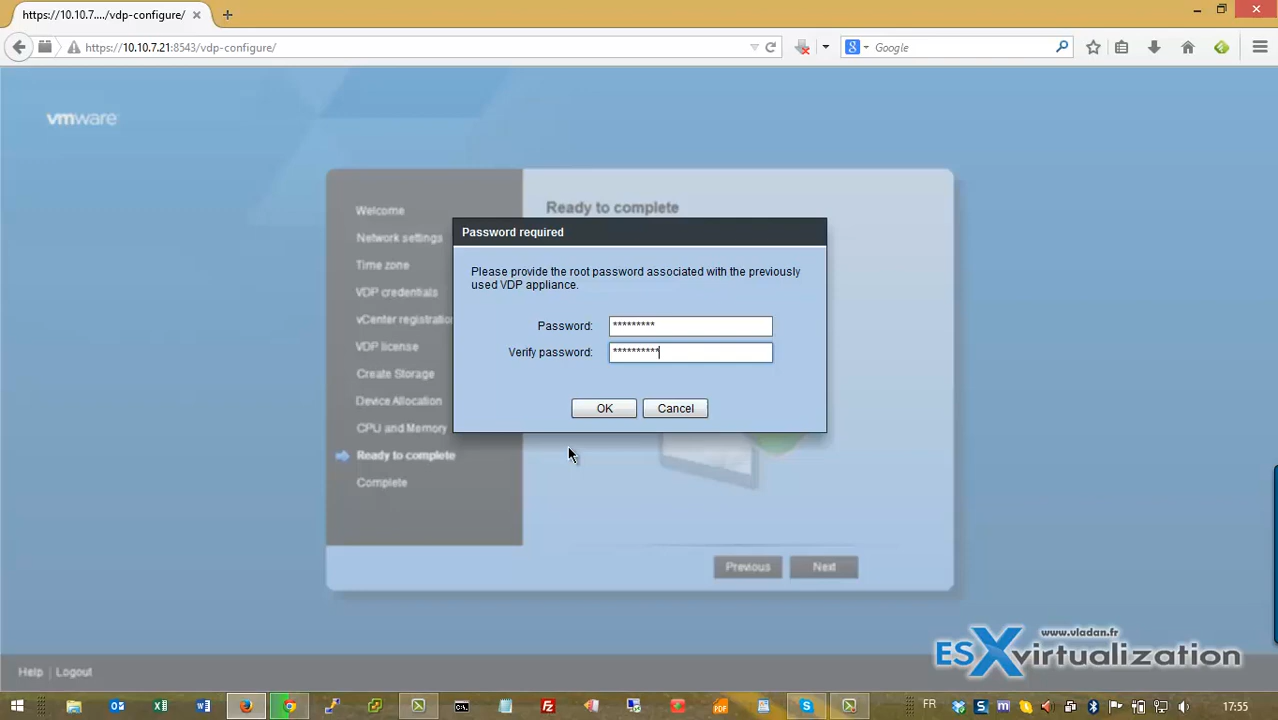 https://10.10.7..../vdp-configure/
https://10.10.7.21:8543/vdp-configure/
Google
vmware
Welcome
Network settings
Time zone
VDP credentials
vCenter registration
VDP license
Create Storage
Device Allocation
CPU and Memory
Ready to complete
Complete
Ready to complete
Password required
Please provide the root password associated with the previously
used VDP appliance.
Password: *********
Verify password: **********
OK Cancel
Previous Next
www.vladan.fr
ESXvirtualization
Help Logout
FR 17:55